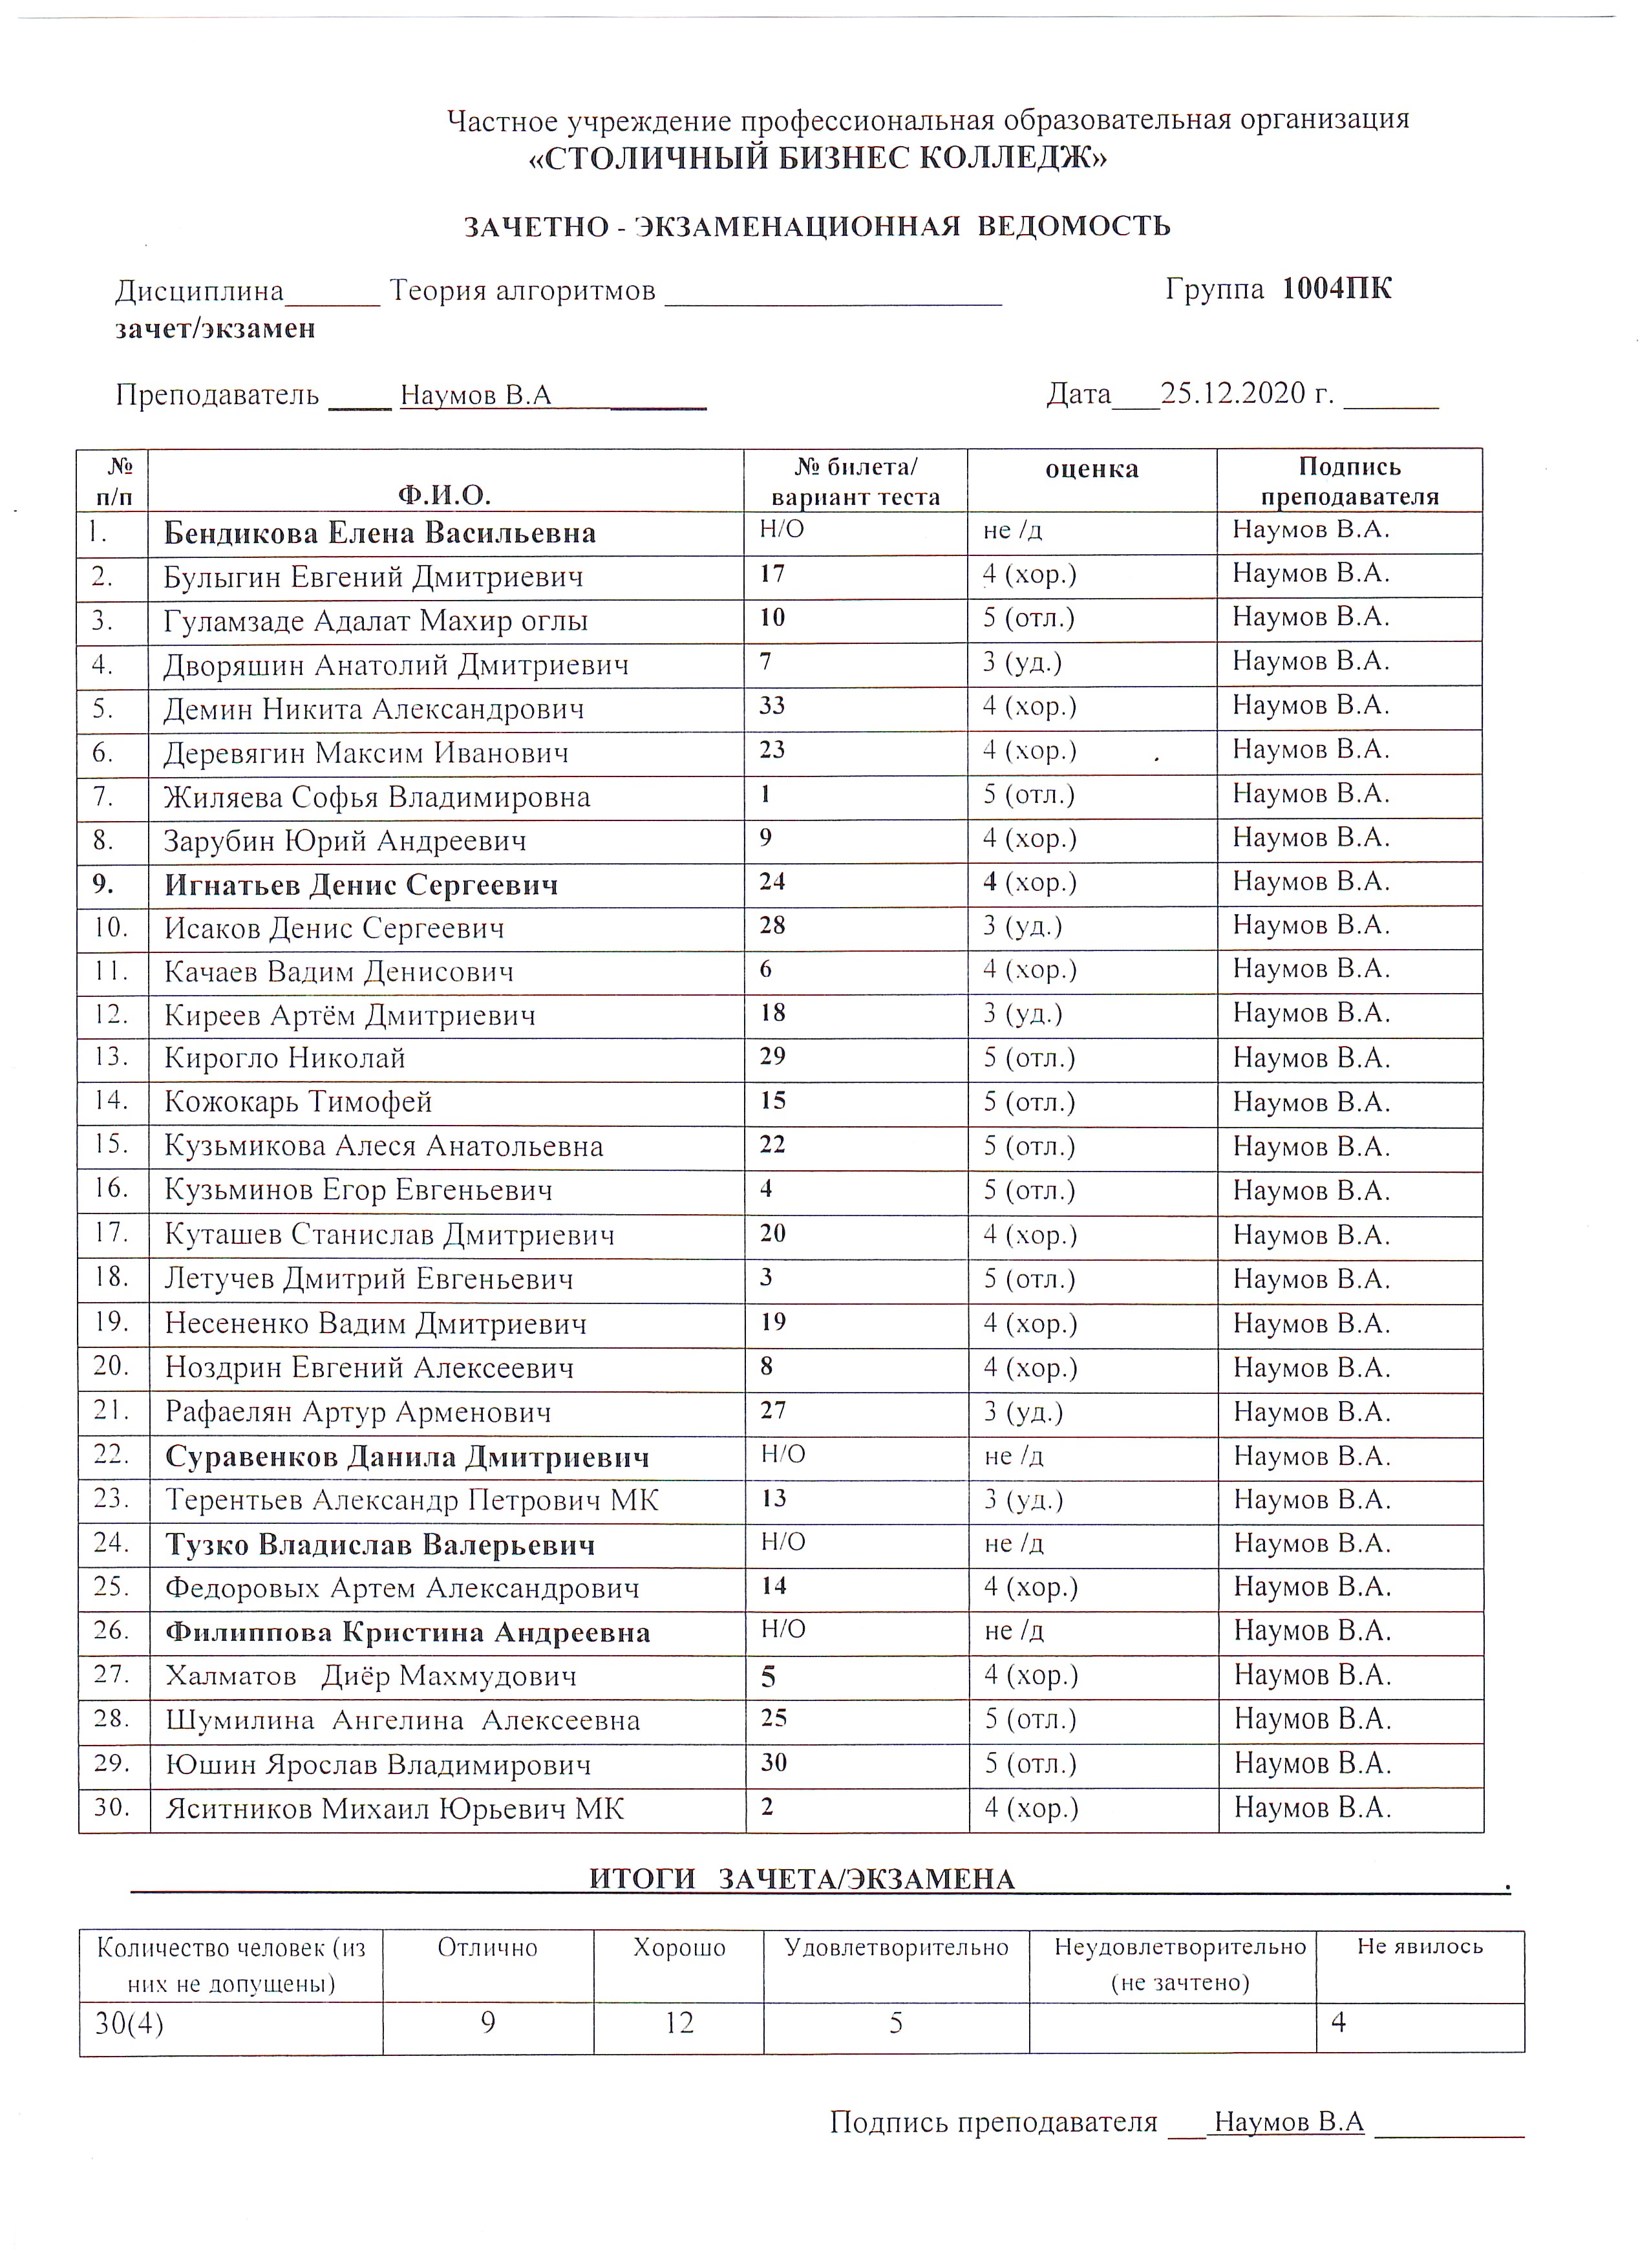 Частное учреждение профессиональная образовательная организация
«СТОЛИЧНЫЙ БИЗНЕС КОЛЛЕДЖ»
ЗАЧЕТНО - ЭКЗАМЕНАЦИОННАЯ ВЕДОМОСТЬ
Дисциплина______ Теория алгоритмов _____________________ Группа 1004ПК
зачет/экзамен
Преподаватель ____ Наумов В.А________ Дата___25.12.2020 г. ______
№ п/п Ф.И.О. № билета/ вариант теста оценка Подпись преподавателя
1. Бендикова Елена Васильевна Н/О не /д Наумов В.А.
2. Булыгин Евгений Дмитриевич 17 4 (хор.) Наумов В.А.
3. Гуламзаде Адалат Махир оглы 10 5 (отл.) Наумов В.А.
4. Дворяшин Анатолий Дмитриевич 7 3 (уд.) Наумов В.А.
5. Демин Никита Александрович 33 4 (хор.) Наумов В.А.
6. Деревягин Максим Иванович 23 4 (хор.) Наумов В.А.
7. Жиляева Софья Владимировна 1 5 (отл.) Наумов В.А.
8. Зарубин Юрий Андреевич 9 4 (хор.) Наумов В.А.
9. Игнатьев Денис Сергеевич 24 4 (хор.) Наумов В.А.
10. Исаков Денис Сергеевич 28 3 (уд.) Наумов В.А.
11. Качаев Вадим Денисович 6 4 (хор.) Наумов В.А.
12. Киреев Артём Дмитриевич 18 3 (уд.) Наумов В.А.
13. Кирогло Николай 29 5 (отл.) Наумов В.А.
14. Кожокарь Тимофей 15 5 (отл.) Наумов В.А.
15. Кузьмикова Алеся Анатольевна 22 5 (отл.) Наумов В.А.
16. Кузьминов Егор Евгеньевич 4 5 (отл.) Наумов В.А.
17. Куташев Станислав Дмитриевич 20 4 (хор.) Наумов В.А.
18. Летучев Дмитрий Евгеньевич 3 5 (отл.) Наумов В.А.
19. Несененко Вадим Дмитриевич 19 4 (хор.) Наумов В.А.
20. Ноздрин Евгений Алексеевич 8 4 (хор.) Наумов В.А.
21. Рафаелян Артур Арменович 27 3 (уд.) Наумов В.А.
22. Суравенков Данила Дмитриевич Н/О не /д Наумов В.А.
23. Терентьев Александр Петрович МК 13 3 (уд.) Наумов В.А.
24. Тузко Владислав Валерьевич Н/О не /д Наумов В.А.
25. Федоровых Артем Александрович 14 4 (хор.) Наумов В.А.
26. Филиппова Кристина Андреевна Н/О не /д Наумов В.А.
27. Халматов Диёр Махмудович 5 4 (хор.) Наумов В.А.
28. Шумилина Ангелина Алексеевна 25 5 (отл.) Наумов В.А.
29. Юшин Ярослав Владимирович 30 5 (отл.) Наумов В.А.
30. Яситников Михаил Юрьевич МК 2 4 (хор.) Наумов В.А.
ИТОГИ ЗАЧЕТА/ЭКЗАМЕНА .
Количество человек (из них не допущены) Отлично Хорошо Удовлетворительно Неудовлетворительно (не зачтено) Не явилось
30(4) 9 12 5 4
Подпись преподавателя ___Наумов В.А __________